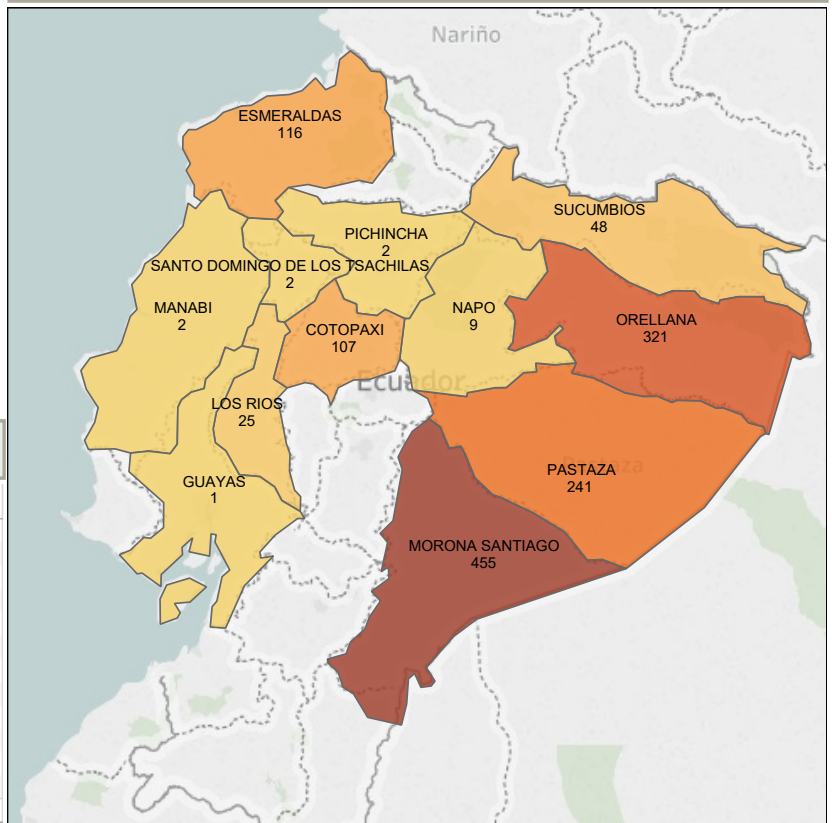 Nariño
ESMERALDAS
116
SUCUMBIOS
48
PICHINCHA
2
SANTO DOMINGO DE LOS TSACHILAS
2
MANABI
2
NAPO
9
ORELLANA
321
COTOPAXI
107
Ecuador
LOS RIOS
25
Pastaza
PASTAZA
241
GUAYAS
1
MORONA SANTIAGO
455